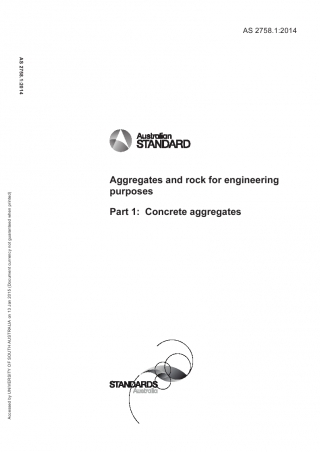 AS 2758.1:2014
AS 2758.1:2014
Australian
STANDARD
Aggregates and rock for engineering
purposes
Part 1: Concrete aggregates
Accessed by UNIVERSITY OF SOUTH AUSTRALIA on 13 Jan 2015 (Document currency not guaranteed when printed)
STANDARDS
Australia